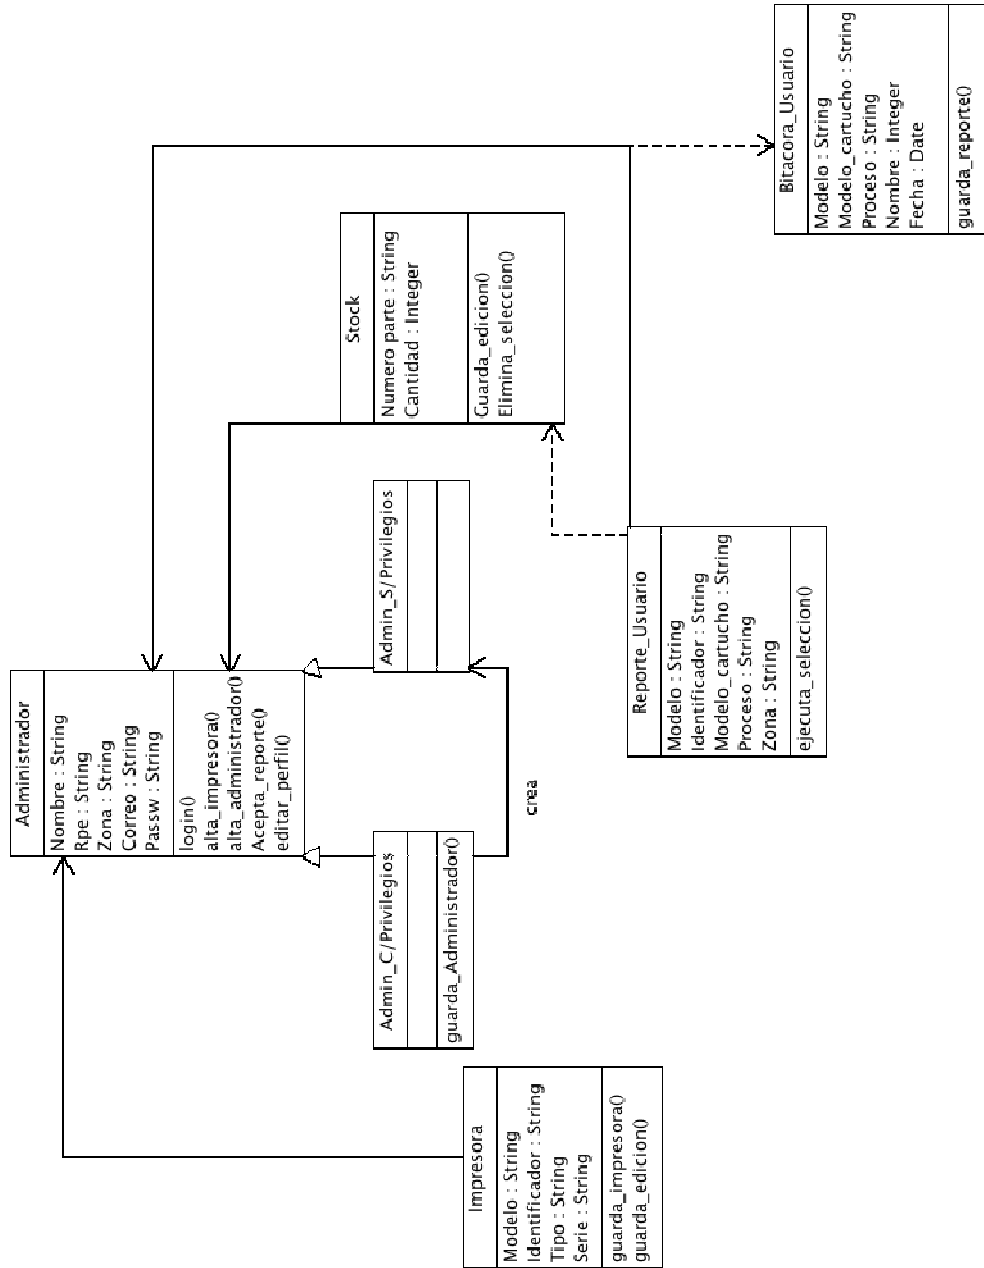 Administrador
Nombre : String
Rpe : String
Zona : String
Correo : String
Passw : String
login()
alta_impresora()
alta_administrador()
Acepta_reporte()
editar_perfil()
Impresora
Modelo : String
Identificador : String
Tipo : String
Serie : String
guarda_impresora()
guarda_edicion()
Admin_C/Privilegios
guarda_Administrador()
crea
Admin_S/Privilegios
Stock
Numero parte : String
Cantidad : Integer
Guarda_edicion()
Elimina_seleccion()
Reporte_Usuario
Modelo : String
Identificador : String
Modelo_cartucho : String
Proceso : String
Zona : String
ejecuta_seleccion()
Bitacora_Usuario
Modelo : String
Modelo_cartucho : String
Proceso : String
Nombre : Integer
Fecha : Date
guarda_reporte()